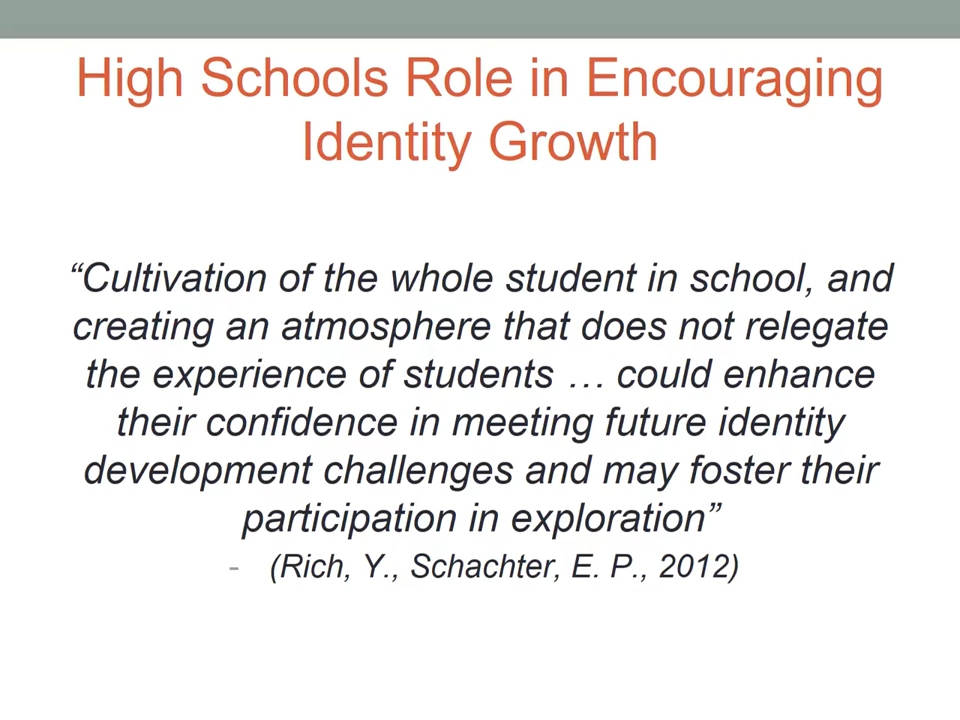 High Schools Role in Encouraging
Identity Growth
“Cultivation of the whole student in school, and
creating an atmosphere that does not relegate
the experience of students … could enhance
their confidence in meeting future identity
development challenges and may foster their
participation in exploration”
- (Rich, Y., Schachter, E. P., 2012)